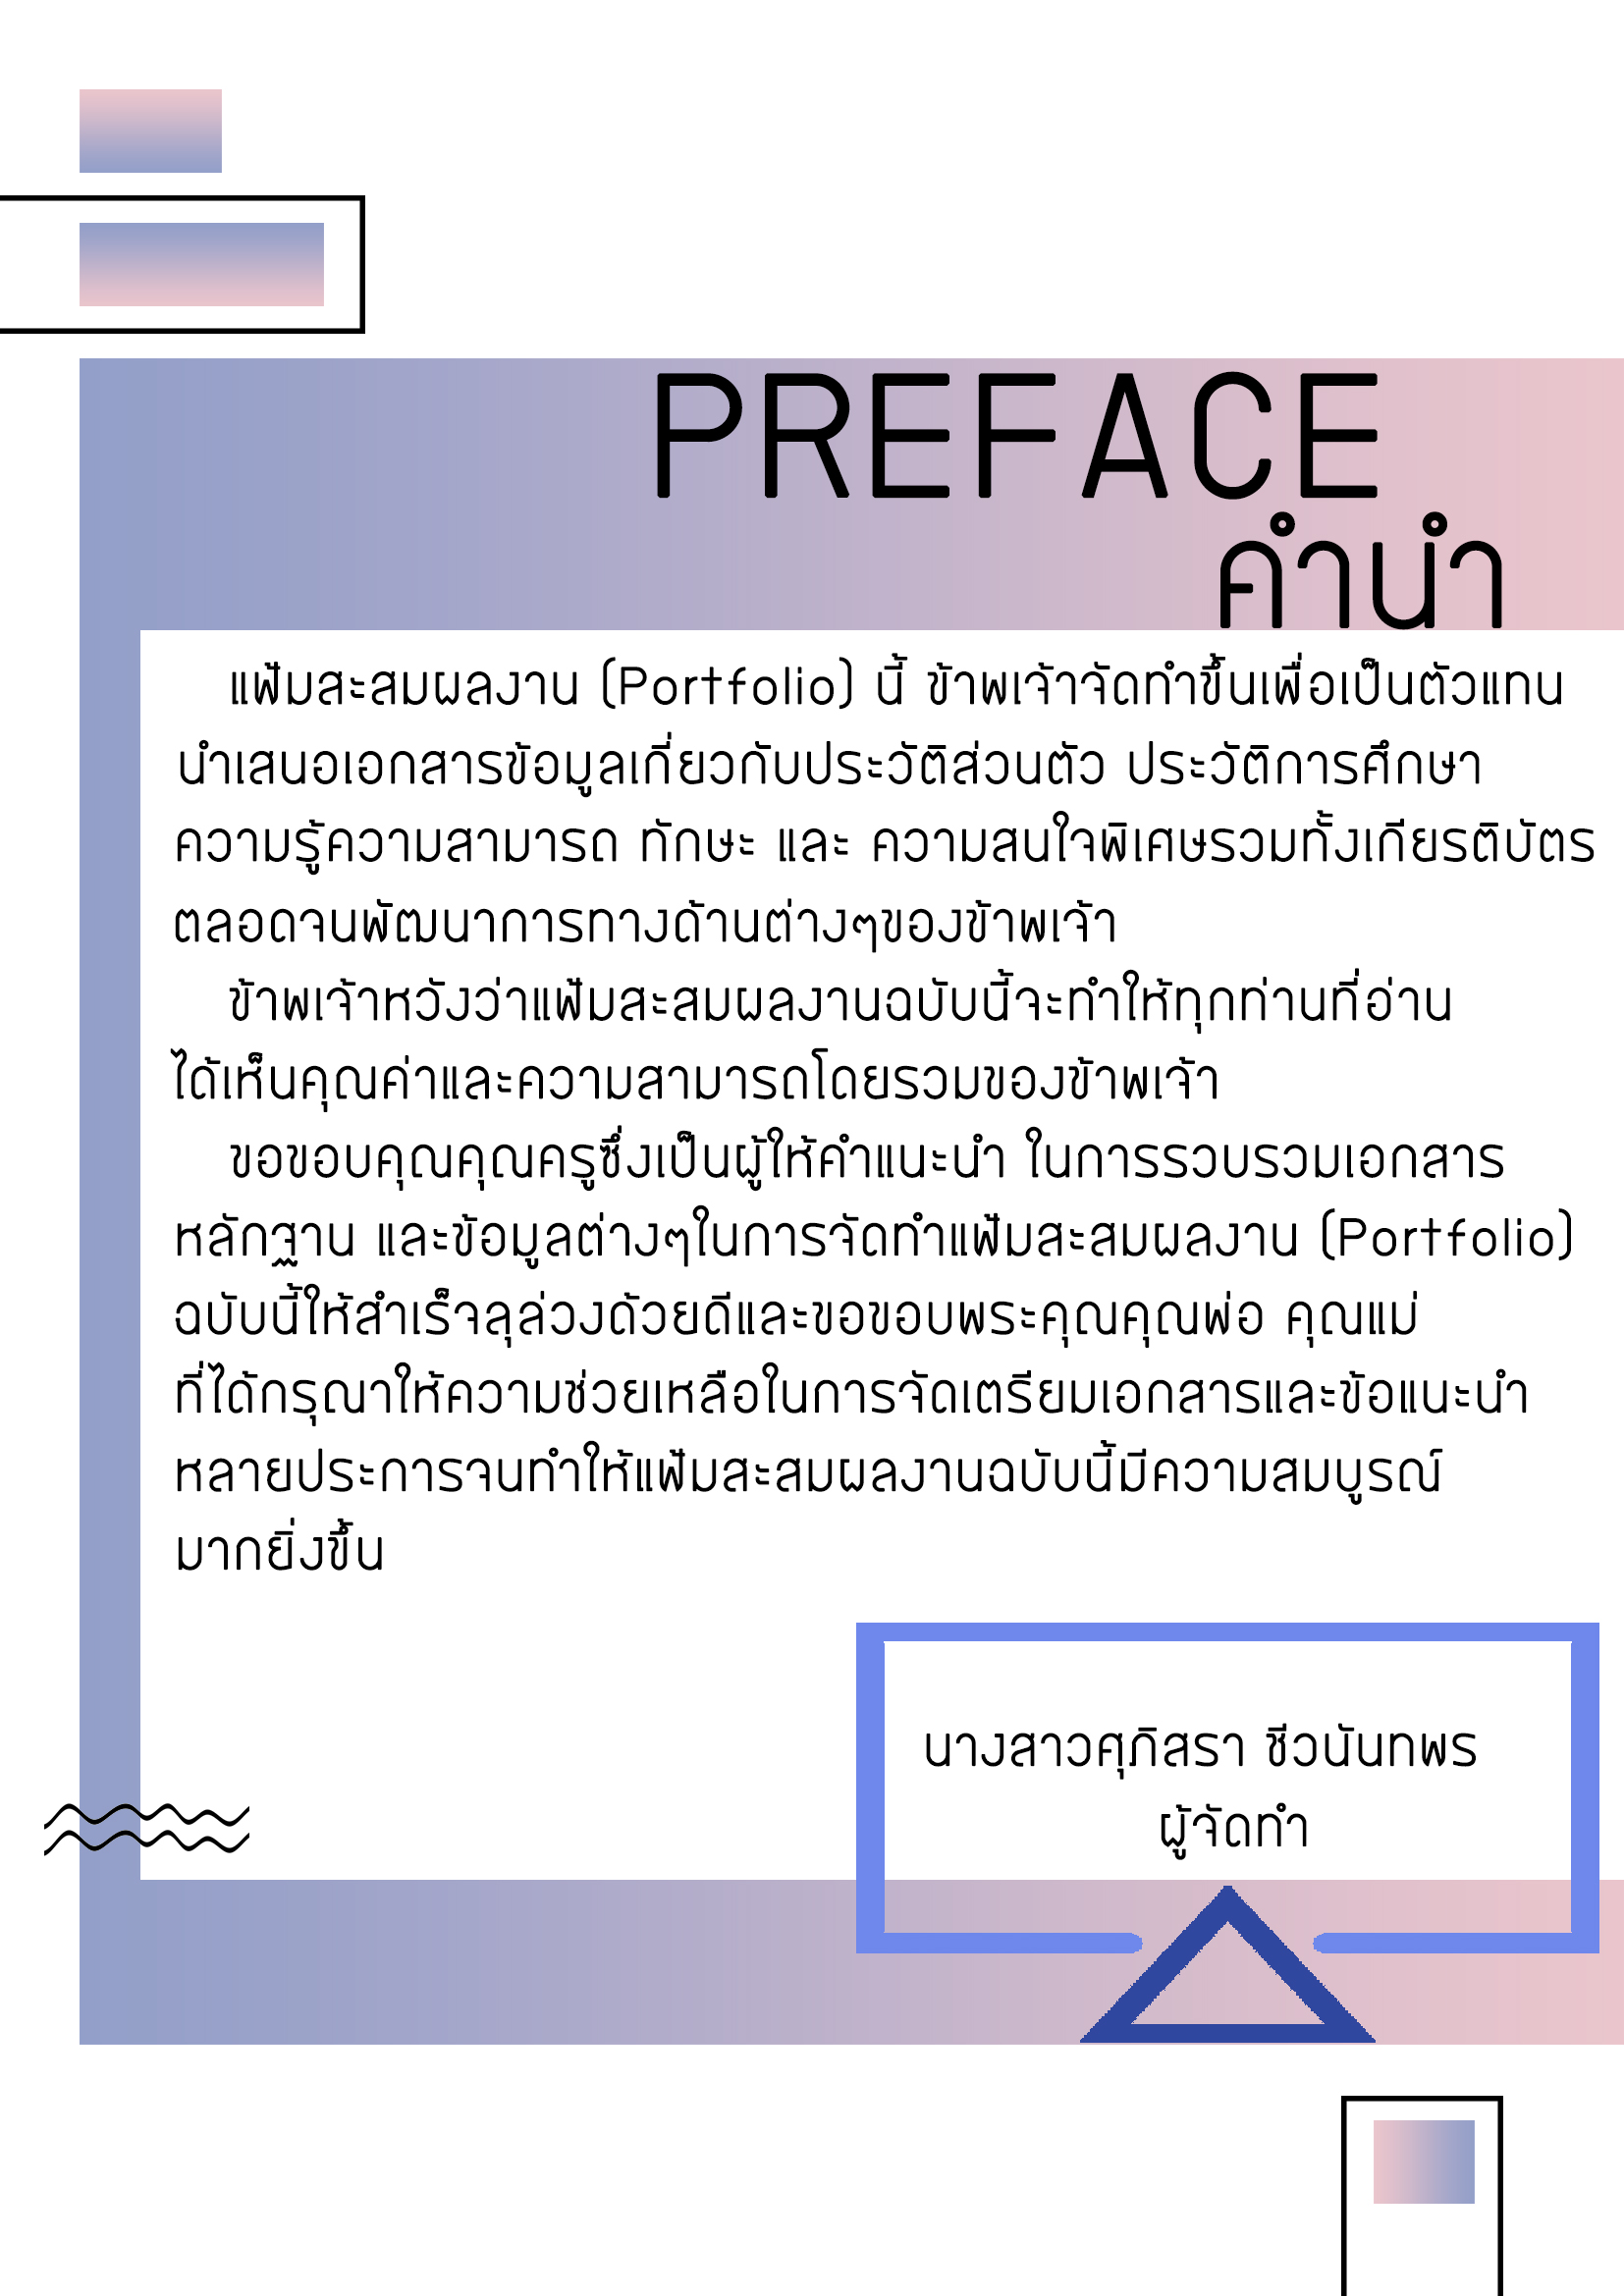 PREFACE
คำนำ
แฟ้มสะสมผลงาน (Portfolio) นี้ ข้าพเจ้าจัดทำขึ้นเพื่อเป็นตัวแทน
นำเสนอเอกสารข้อมูลเกี่ยวกับประวัติส่วนตัว ประวัติการศึกษา
ความรู้ความสามารถ ทักษะ และ ความสนใจพิเศษรวมทั้งเกียรติบัตร
ตลอดจนพัฒนาการทางด้านต่างๆของข้าพเจ้า
ข้าพเจ้าหวังว่าแฟ้มสะสมผลงานฉบับนี้จะทำให้ทุกท่านที่อ่าน
ได้เห็นคุณค่าและความสามารถโดยรวมของข้าพเจ้า
ขอขอบคุณคุณครูซึ่งเป็นผู้ให้คำแนะนำ ในการรวบรวมเอกสาร
หลักฐาน และข้อมูลต่างๆในการจัดทำแฟ้มสะสมผลงาน (Portfolio)
ฉบับนี้ให้สำเร็จลุล่วงด้วยดีและขอขอบพระคุณคุณพ่อ คุณแม่
ที่ได้กรุณาให้ความช่วยเหลือในการจัดเตรียมเอกสารและข้อแนะนำ
หลายประการจนทำให้แฟ้มสะสมผลงานฉบับนี้มีความสมบูรณ์
มากยิ่งขึ้น
นางสาวศุภิสรา ชีวนันทพร
ผู้จัดทำ